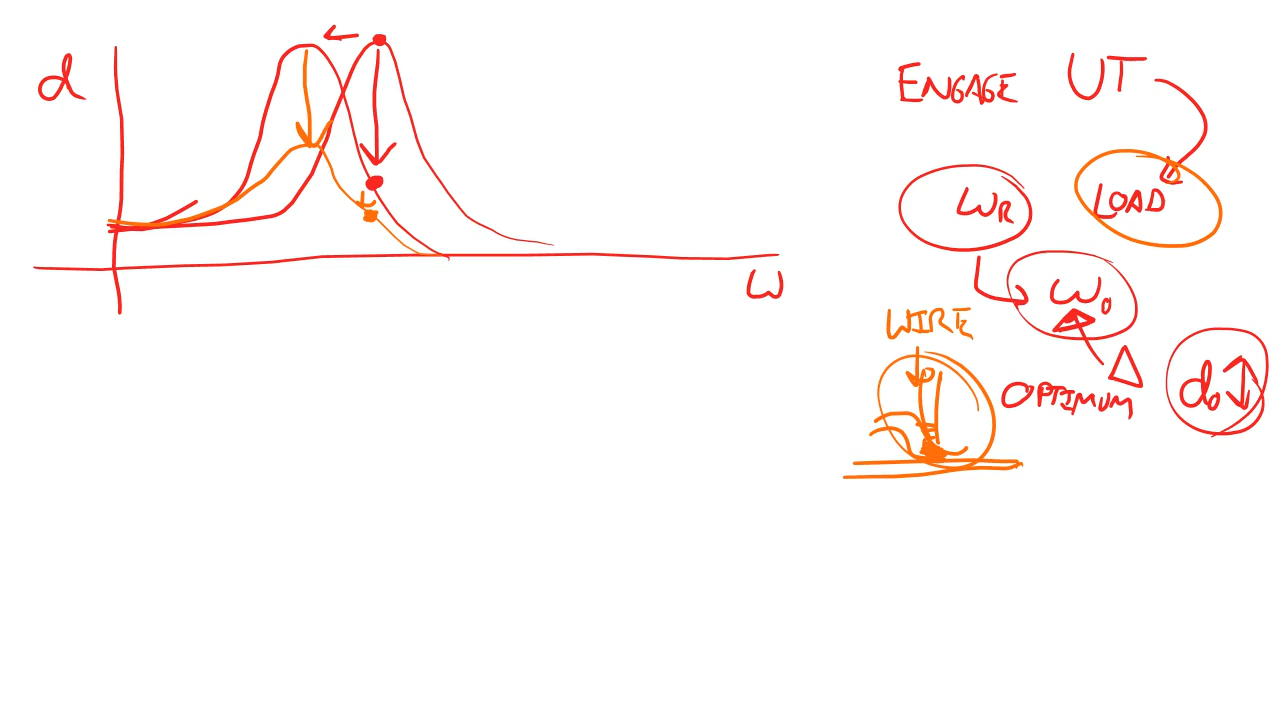 d
ω
ENGAGE UT
ωR
LOAD
ω₀
WIRE
Δ
OPTIMUM
d₀